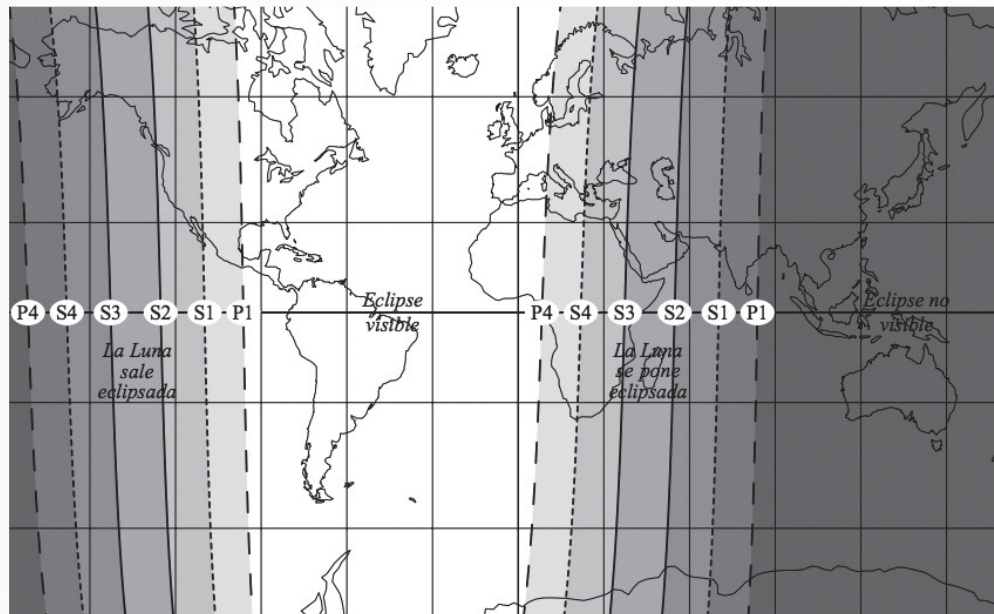 P4 S4 S3 S2 S1 P1
Eclipse
visible
P4 S4 S3 S2 S1 P1
Eclipse no
visible
La Luna
sale
eclipsada
La Luna
se pone
eclipsada